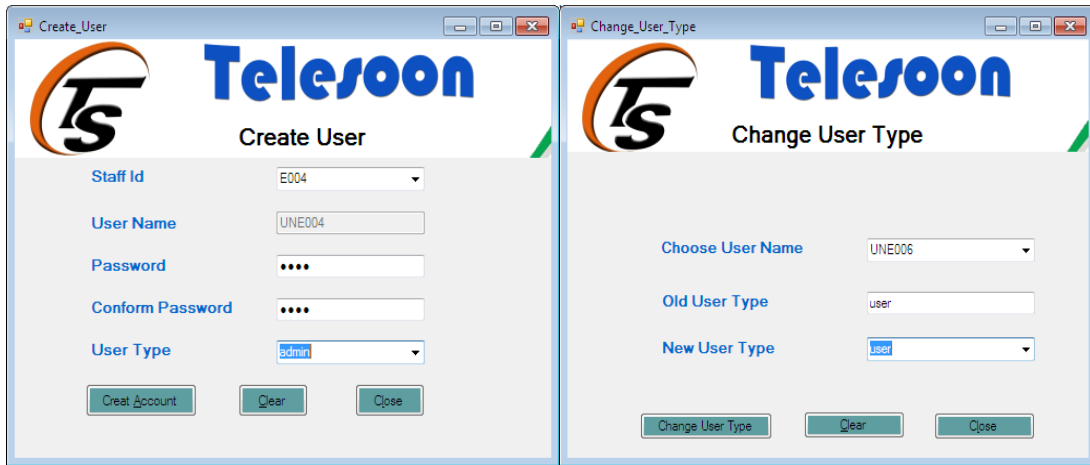 Create_User
TS Telesoon
Create User
Staff Id E004
User Name UNE004
Password ••••
Conform Password ••••
User Type admin
Creat Account Clear Close
Change_User_Type
TS Telesoon
Change User Type
Choose User Name UNE006
Old User Type user
New User Type user
Change User Type Clear Close